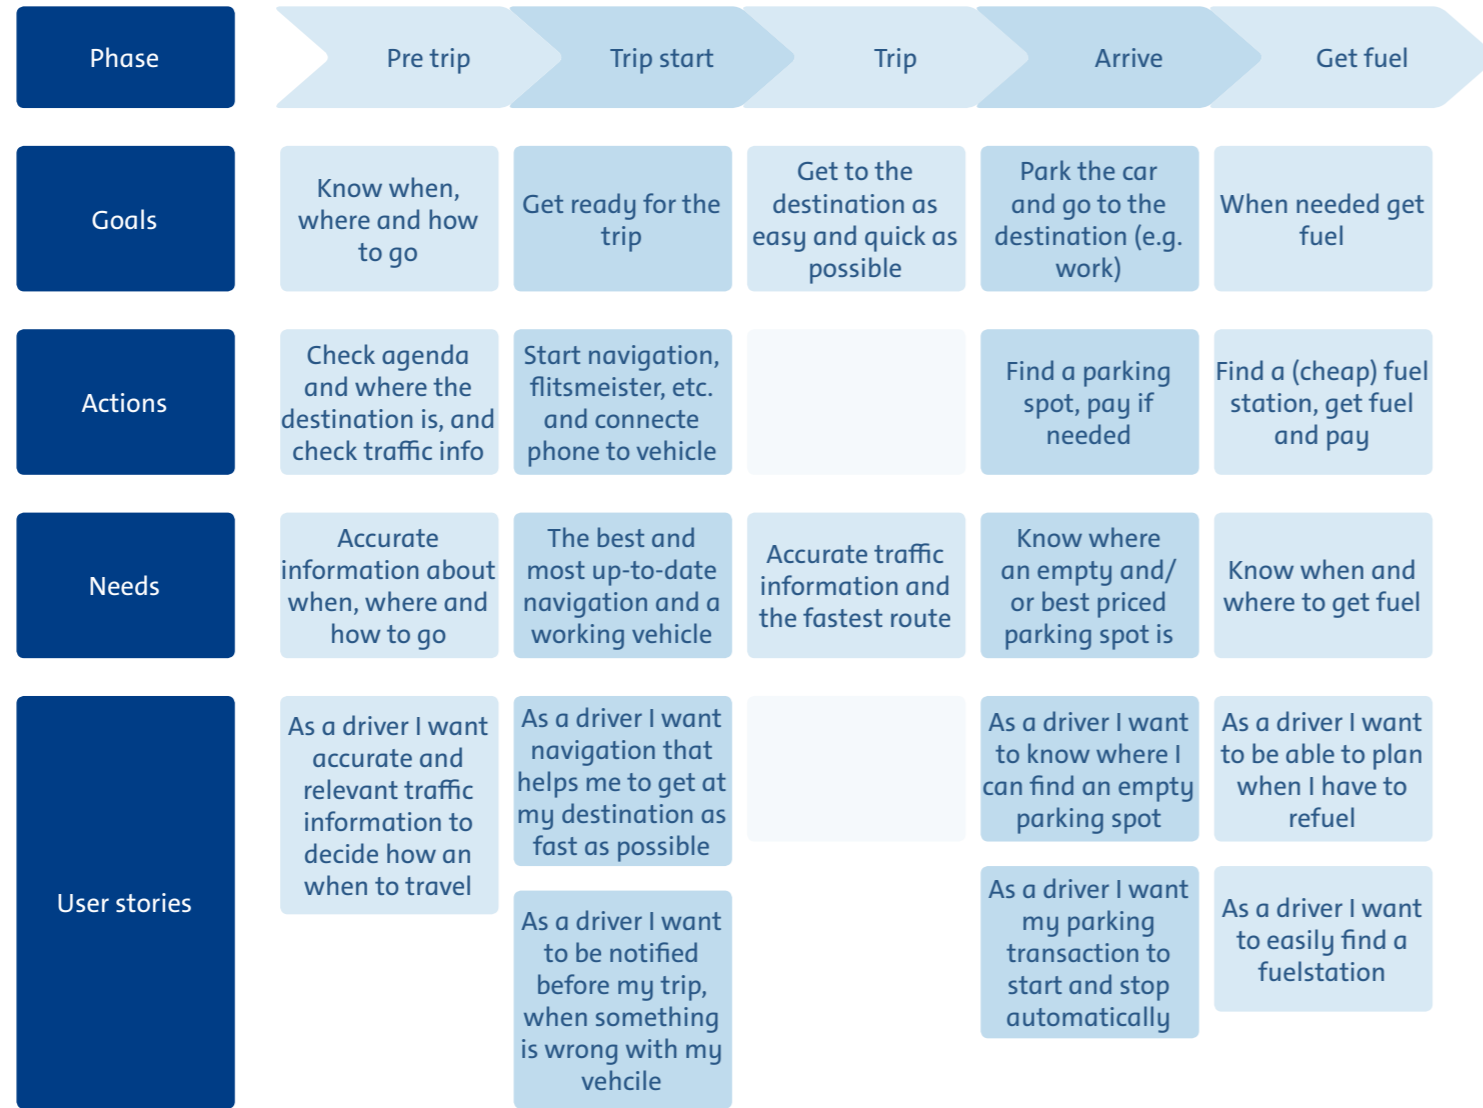 Phase
Pre trip
Trip start
Trip
Arrive
Get fuel
Goals
Know when,
where and how
to go
Get ready for the
trip
Get to the
destination as
easy and quick as
possible
Park the car
and go to the
destination (e.g.
work)
When needed get
fuel
Actions
Check agenda
and where the
destination is, and
check traffic info
Start navigation,
flitsmeister, etc.
and connecte
phone to vehicle
Find a parking
spot, pay if
needed
Find a (cheap) fuel
station, get fuel
and pay
Needs
Accurate
information about
when, where and
how to go
The best and
most up-to-date
navigation and a
working vehicle
Accurate traffic
information and
the fastest route
Know where
an empty and/
or best priced
parking spot is
Know when and
where to get fuel
User stories
As a driver I want
accurate and
relevant traffic
information to
decide how an
when to travel
As a driver I want
navigation that
helps me to get at
my destination as
fast as possible
As a driver I want
to be notified
before my trip,
when something
is wrong with my
vehcile
As a driver I want
to know where I
can find an empty
parking spot
As a driver I want
my parking
transaction to
start and stop
automatically
As a driver I want
to be able to plan
when I have to
refuel
As a driver I want
to easily find a
fuelstation